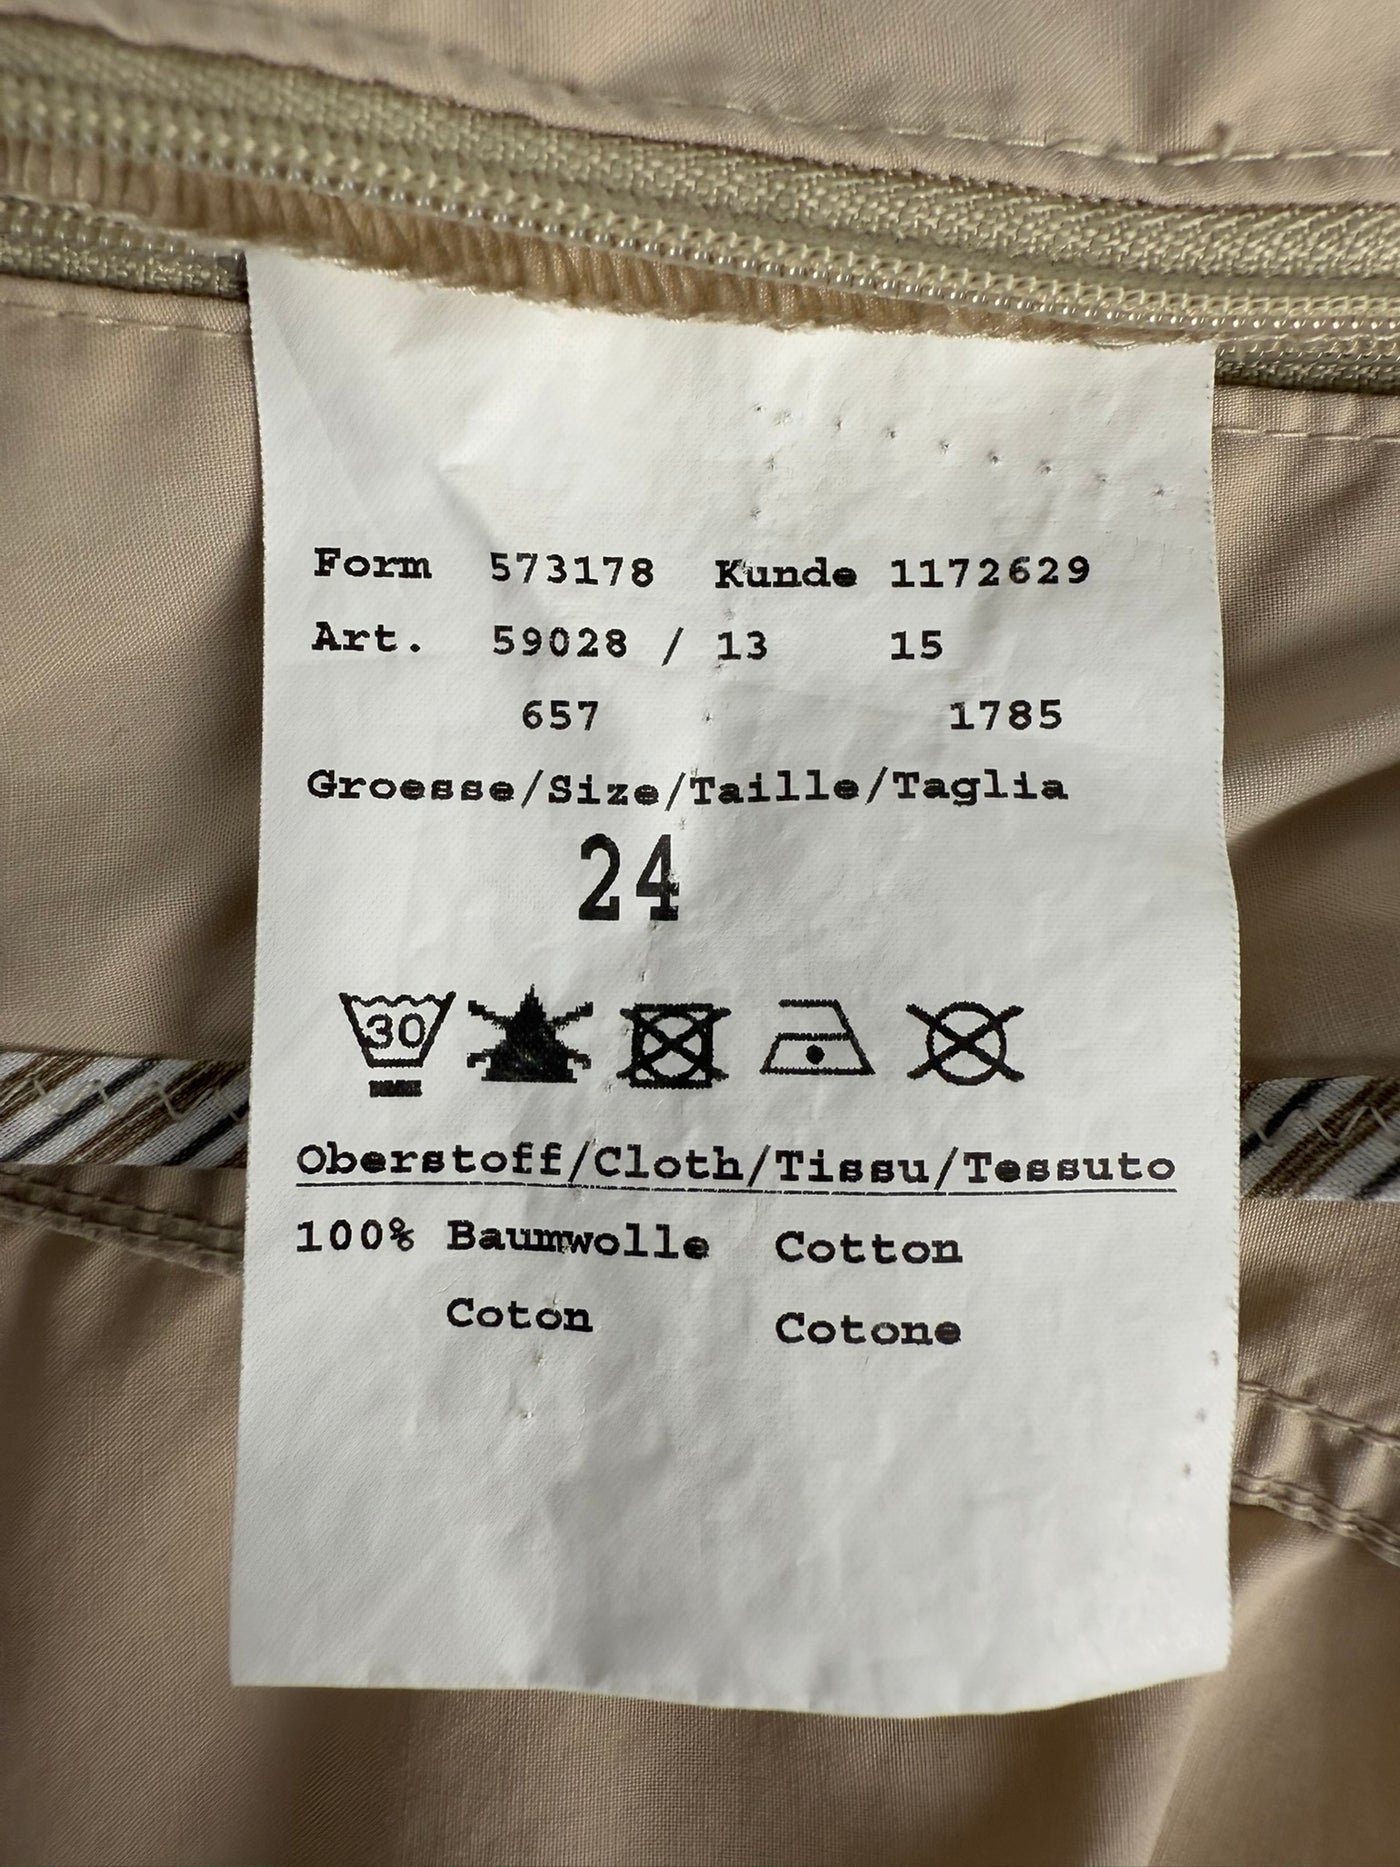 Form 573178 Kunde 1172629
Art. 59028 / 13 15
657 1785
Groesse/Size/Taille/Taglia
24
30
Oberstoff/Cloth/Tissu/Tessuto
100% Baumwolle Cotton
Coton Cotone